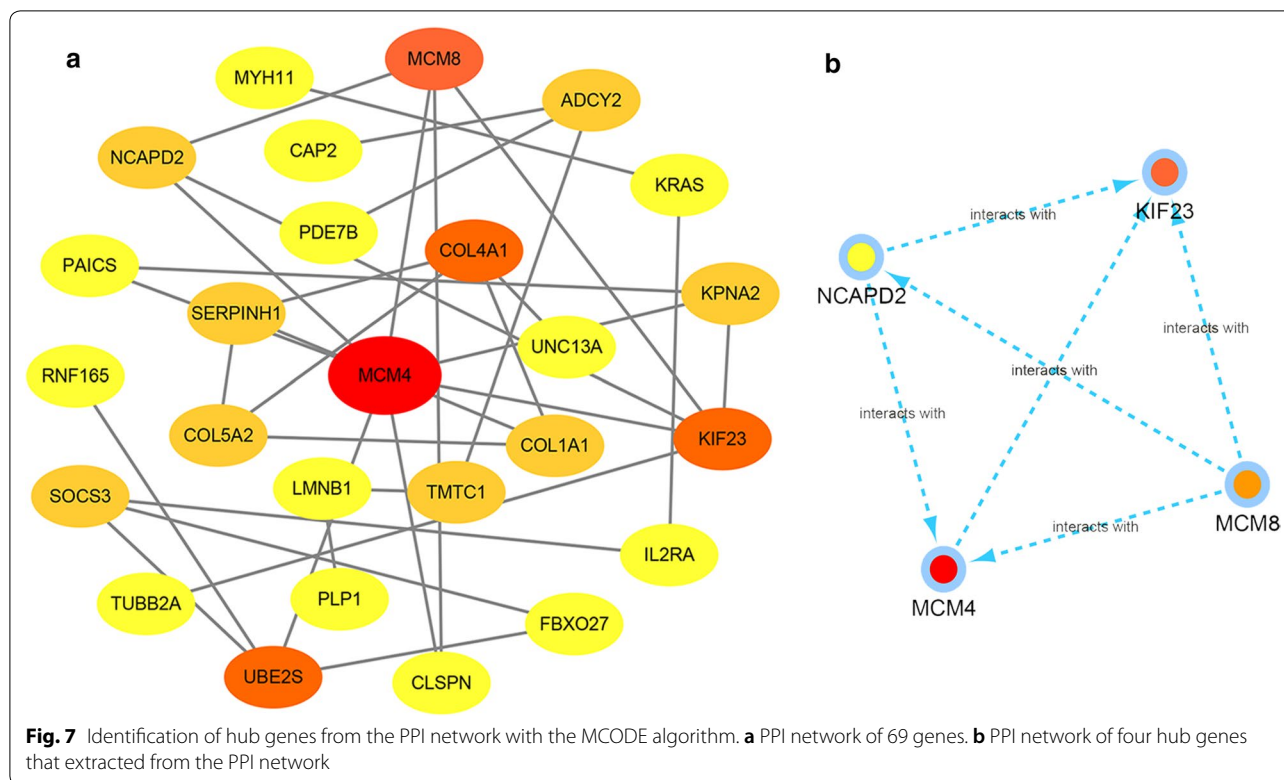 a
MCM8
MYH11
ADCY2
CAP2
NCAPD2
KRAS
PDE7B
COL4A1
PAICS
KPNA2
SERPINH1
UNC13A
MCM4
RNF165
COL5A2
COL1A1
KIF23
LMNB1
TMTC1
SOCS3
IL2RA
TUBB2A
PLP1
FBXO27
UBE2S
CLSPN
b
KIF23
interacts with
NCAPD2
interacts with
interacts with
interacts with
MCM8
interacts with
MCM4
Fig. 7 Identification of hub genes from the PPI network with the MCODE algorithm. a PPI network of 69 genes. b PPI network of four hub genes
that extracted from the PPI network